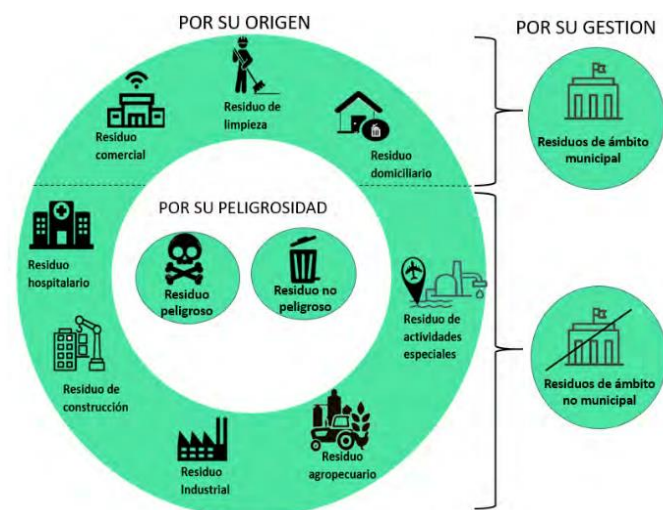 POR SU ORIGEN
POR SU GESTION
Residuo de
limpieza
Residuo
comercial
Residuo
domiciliario
Residuos de ámbito
municipal
POR SU PELIGROSIDAD
Residuo
hospitalario
Residuo
peligroso
Residuo no
peligroso
Residuo de
actividades
especiales
Residuo de
construcción
Residuos de ámbito
no municipal
Residuo
Industrial
Residuo
agropecuario